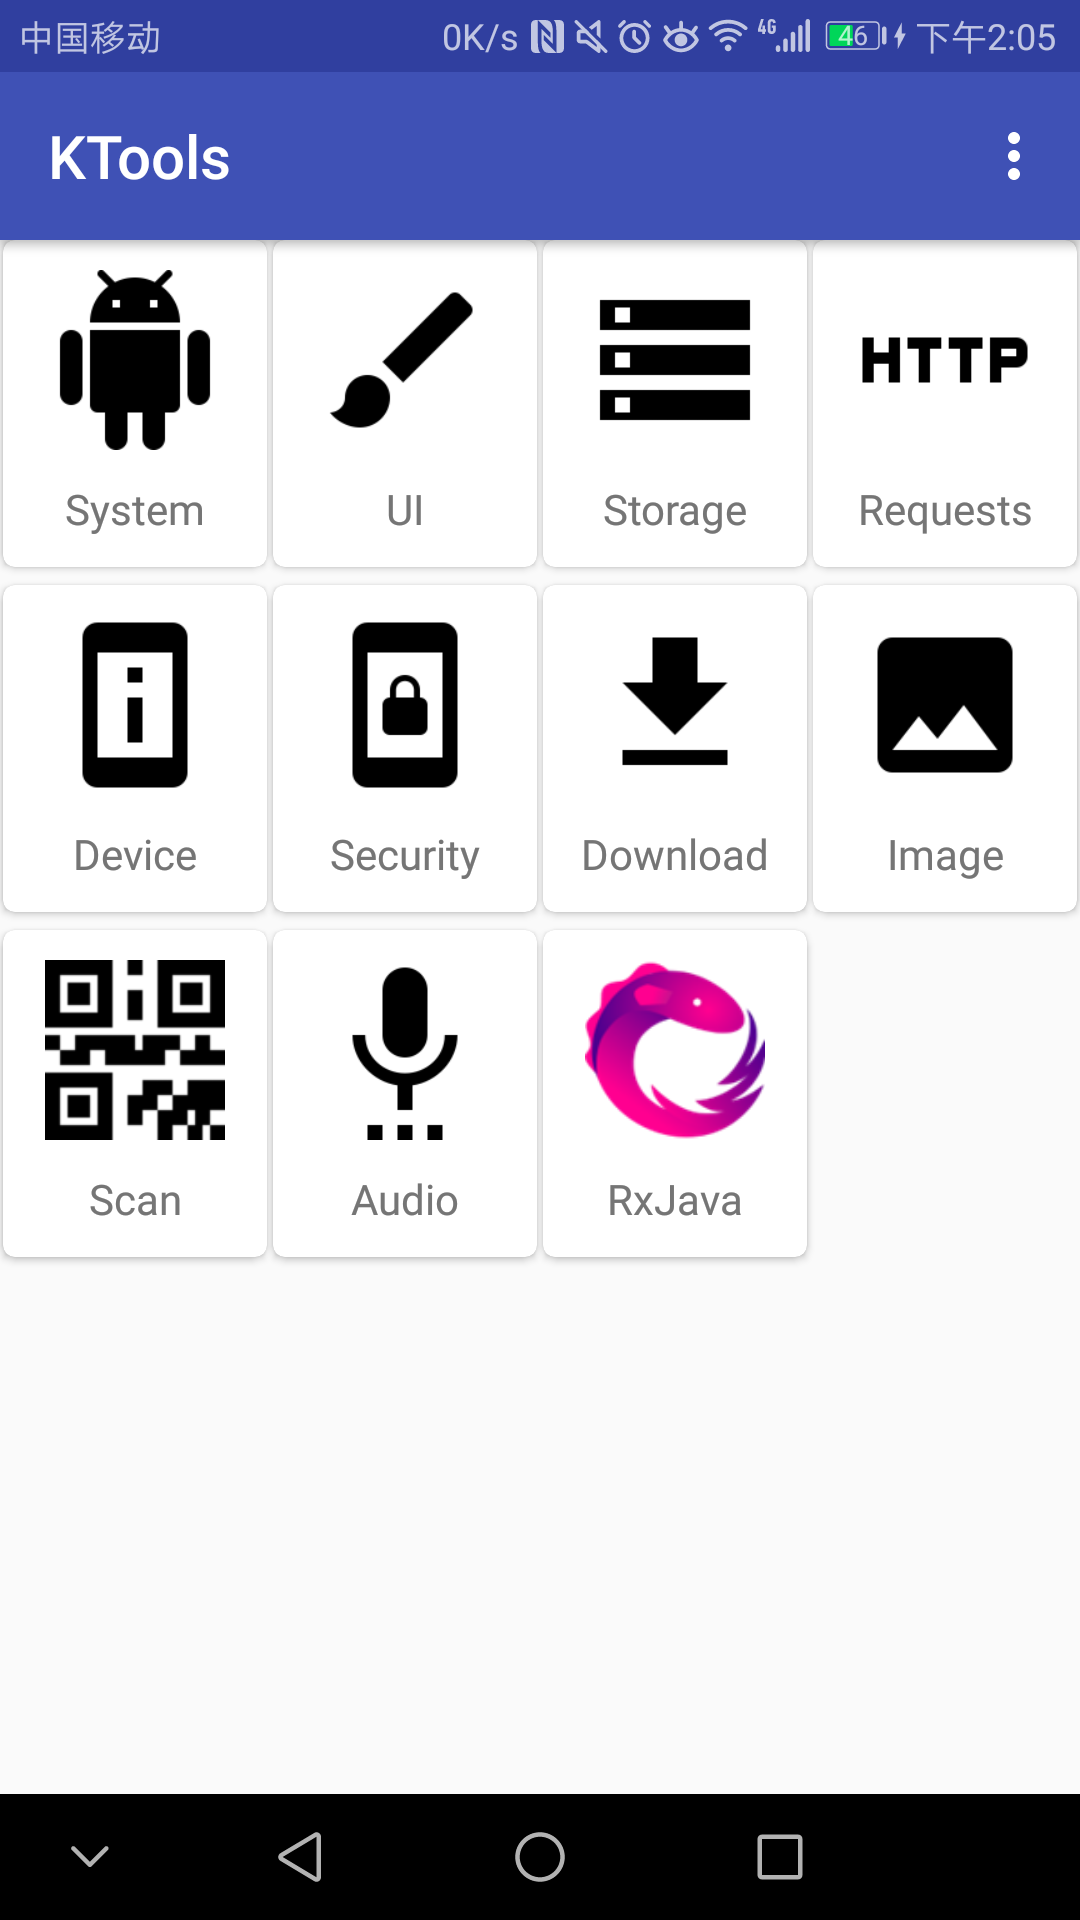 中国移动 0K/s 4G 46 下午2:05
KTools
HTTP
System UI Storage Requests
Device Security Download Image
Scan Audio RxJava